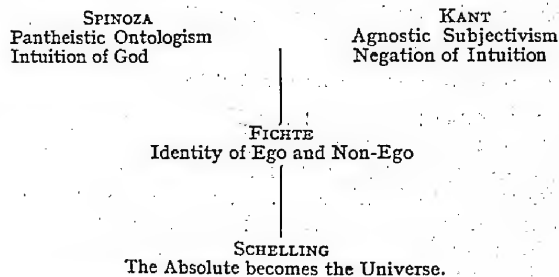 SPINOZA
Pantheistic Ontologism
Intuition of God
KANT
Agnostic Subjectivism
Negation of Intuition
FICHTE
Identity of Ego and Non-Ego
SCHELLING
The Absolute becomes the Universe.